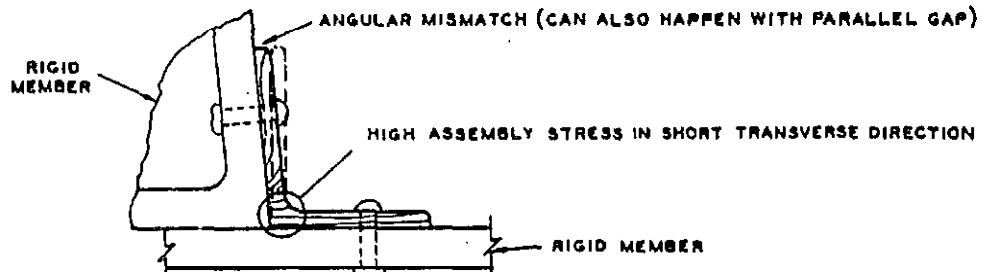 ANGULAR MISMATCH (CAN ALSO HAPPEN WITH PARALLEL GAP)
RIGID
MEMBER
HIGH ASSEMBLY STRESS IN SHORT TRANSVERSE DIRECTION
RIGID MEMBER